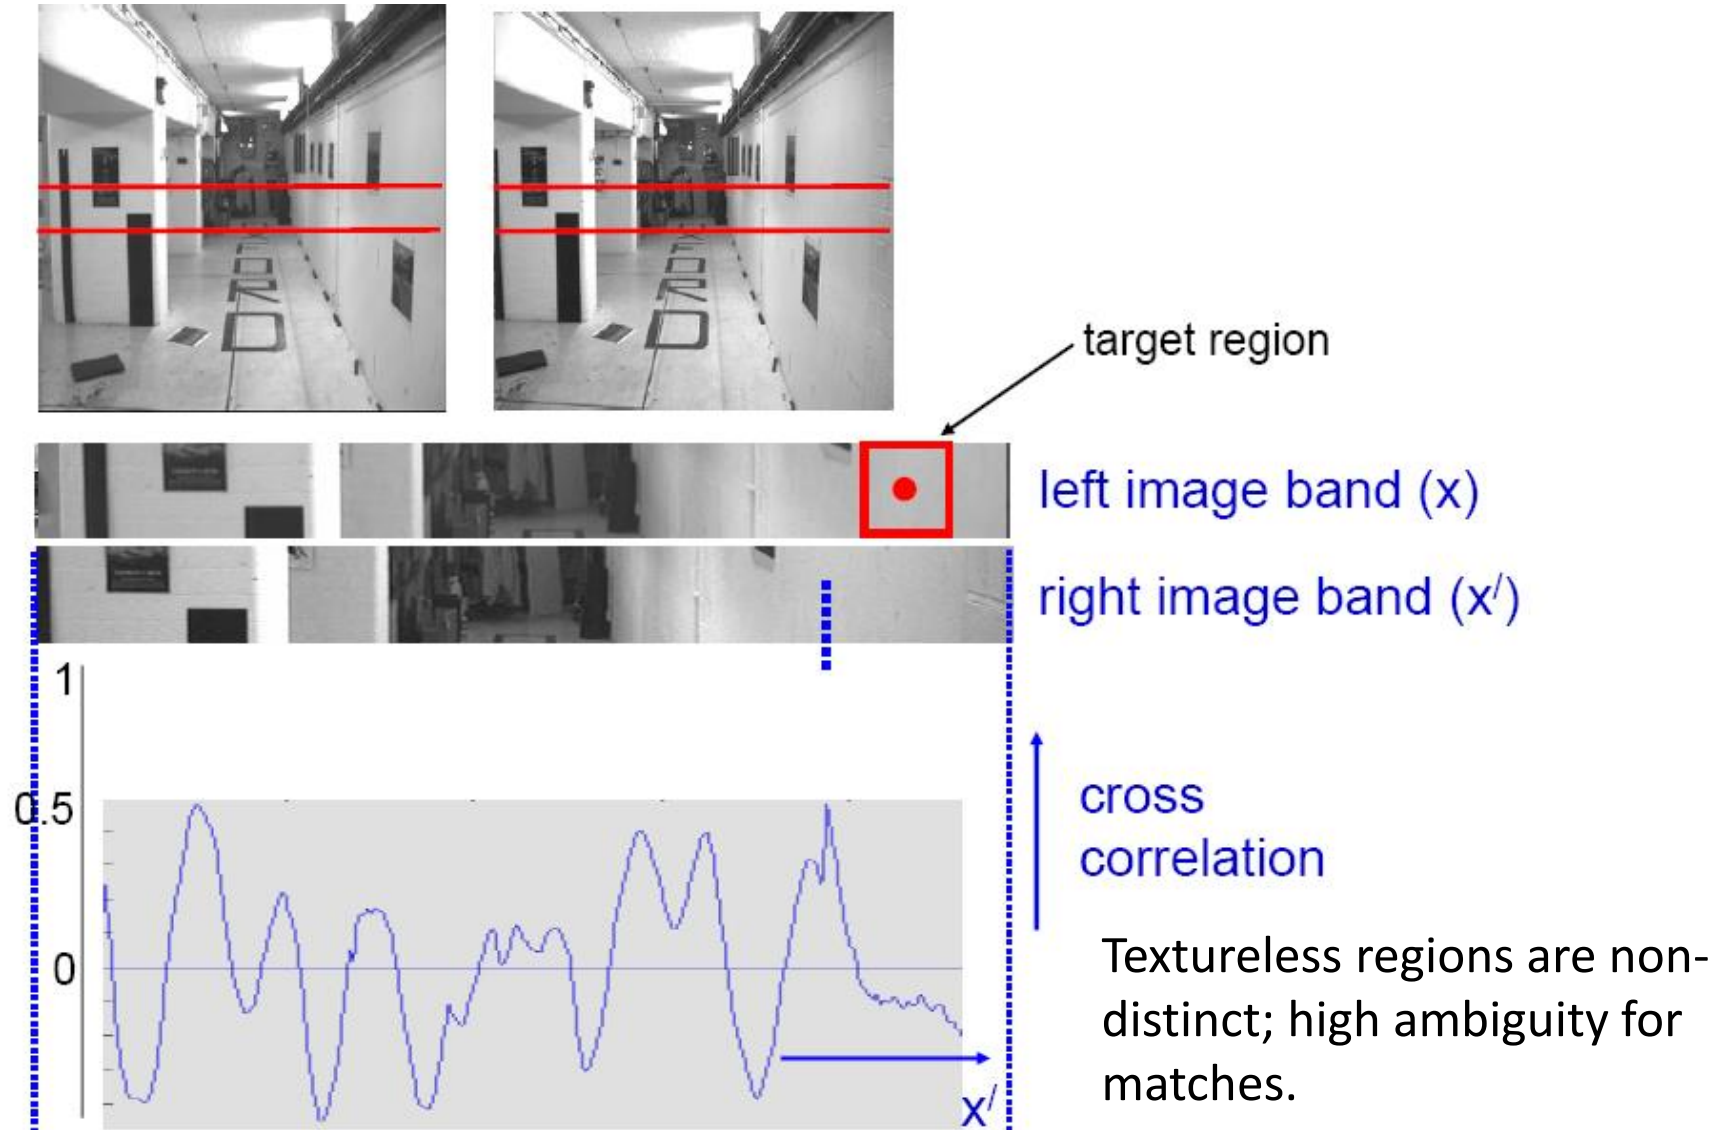 target region
left image band (x)
right image band (x/)
1
0.5
0
cross
correlation
x/
Textureless regions are non-
distinct; high ambiguity for
matches.